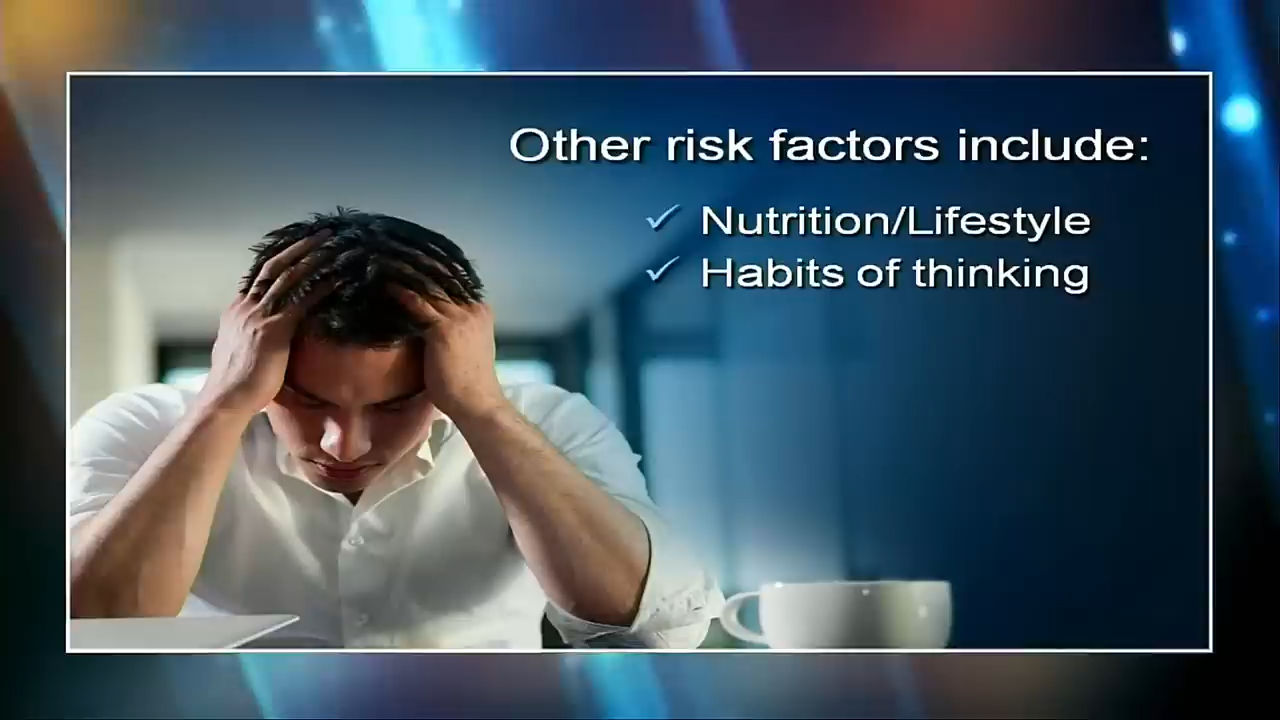 Other risk factors include:
Nutrition/Lifestyle
Habits of thinking